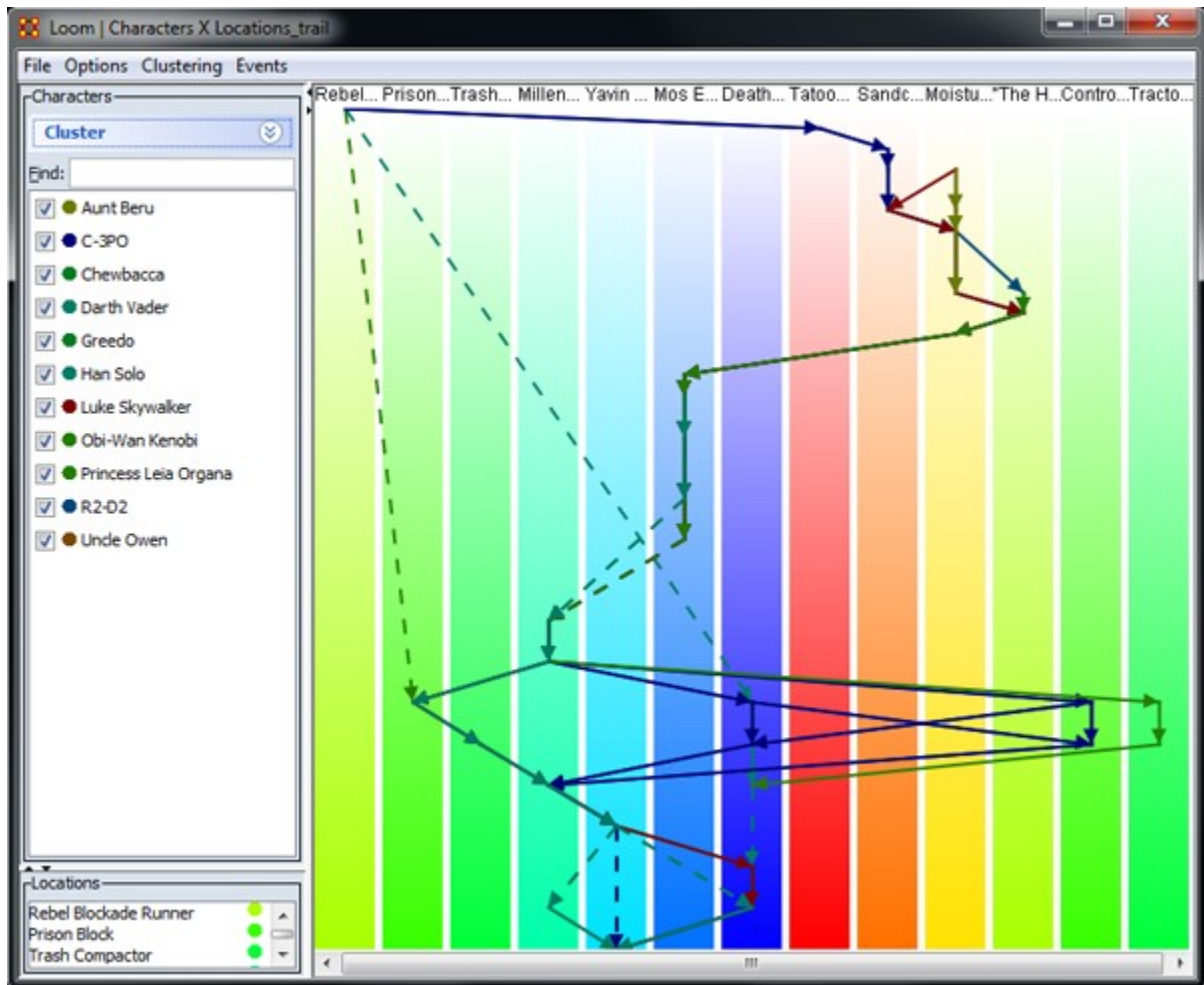 Loom | Characters X Locations_trail
File Options Clustering Events
Characters
Cluster
Find:
Aunt Beru
C-3PO
Chewbacca
Darth Vader
Greedo
Han Solo
Luke Skywalker
Obi-Wan Kenobi
Princess Leia Organa
R2-D2
Uncle Owen
Rebel... Prison... Trash... Millen... Yavin ... Mos E... Death... Tatoo... Sandc... Moistu... "The H... Contro... Tracto...
Locations
Rebel Blockade Runner
Prison Block
Trash Compactor